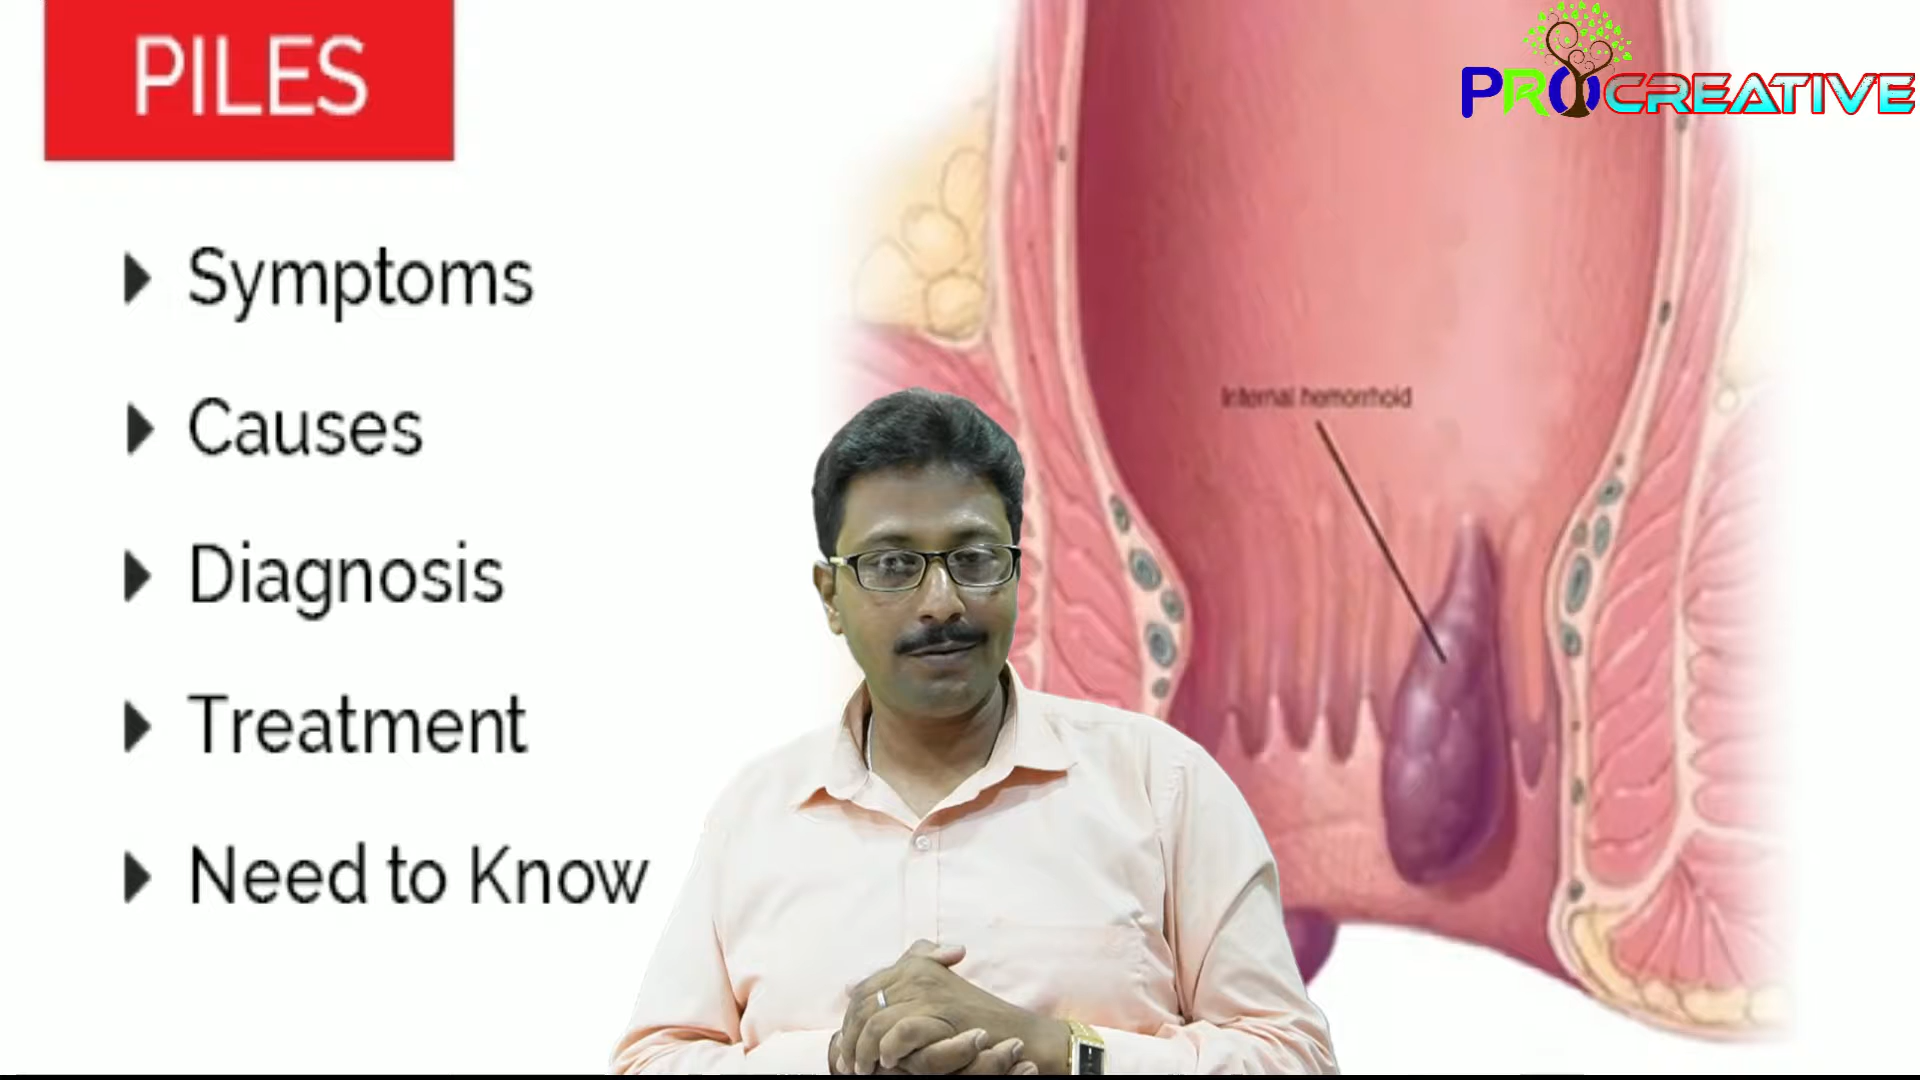 PILES
PROCREATIVE
Symptoms
Causes
Internal hemorrhoid
Diagnosis
Treatment
Need to Know